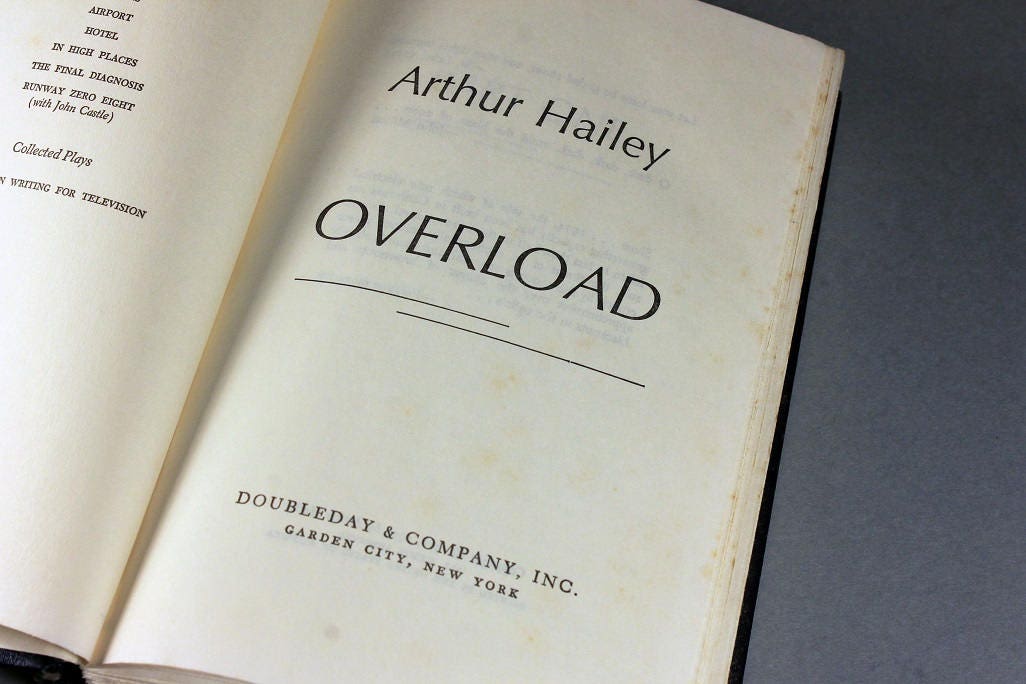 AIRPORT
HOTEL
IN HIGH PLACES
THE FINAL DIAGNOSIS
RUNWAY ZERO EIGHT
(with John Castle)
Collected Plays
WRITING FOR TELEVISION
Arthur Hailey
OVERLOAD
DOUBLEDAY & COMPANY, INC.
GARDEN CITY, NEW YORK